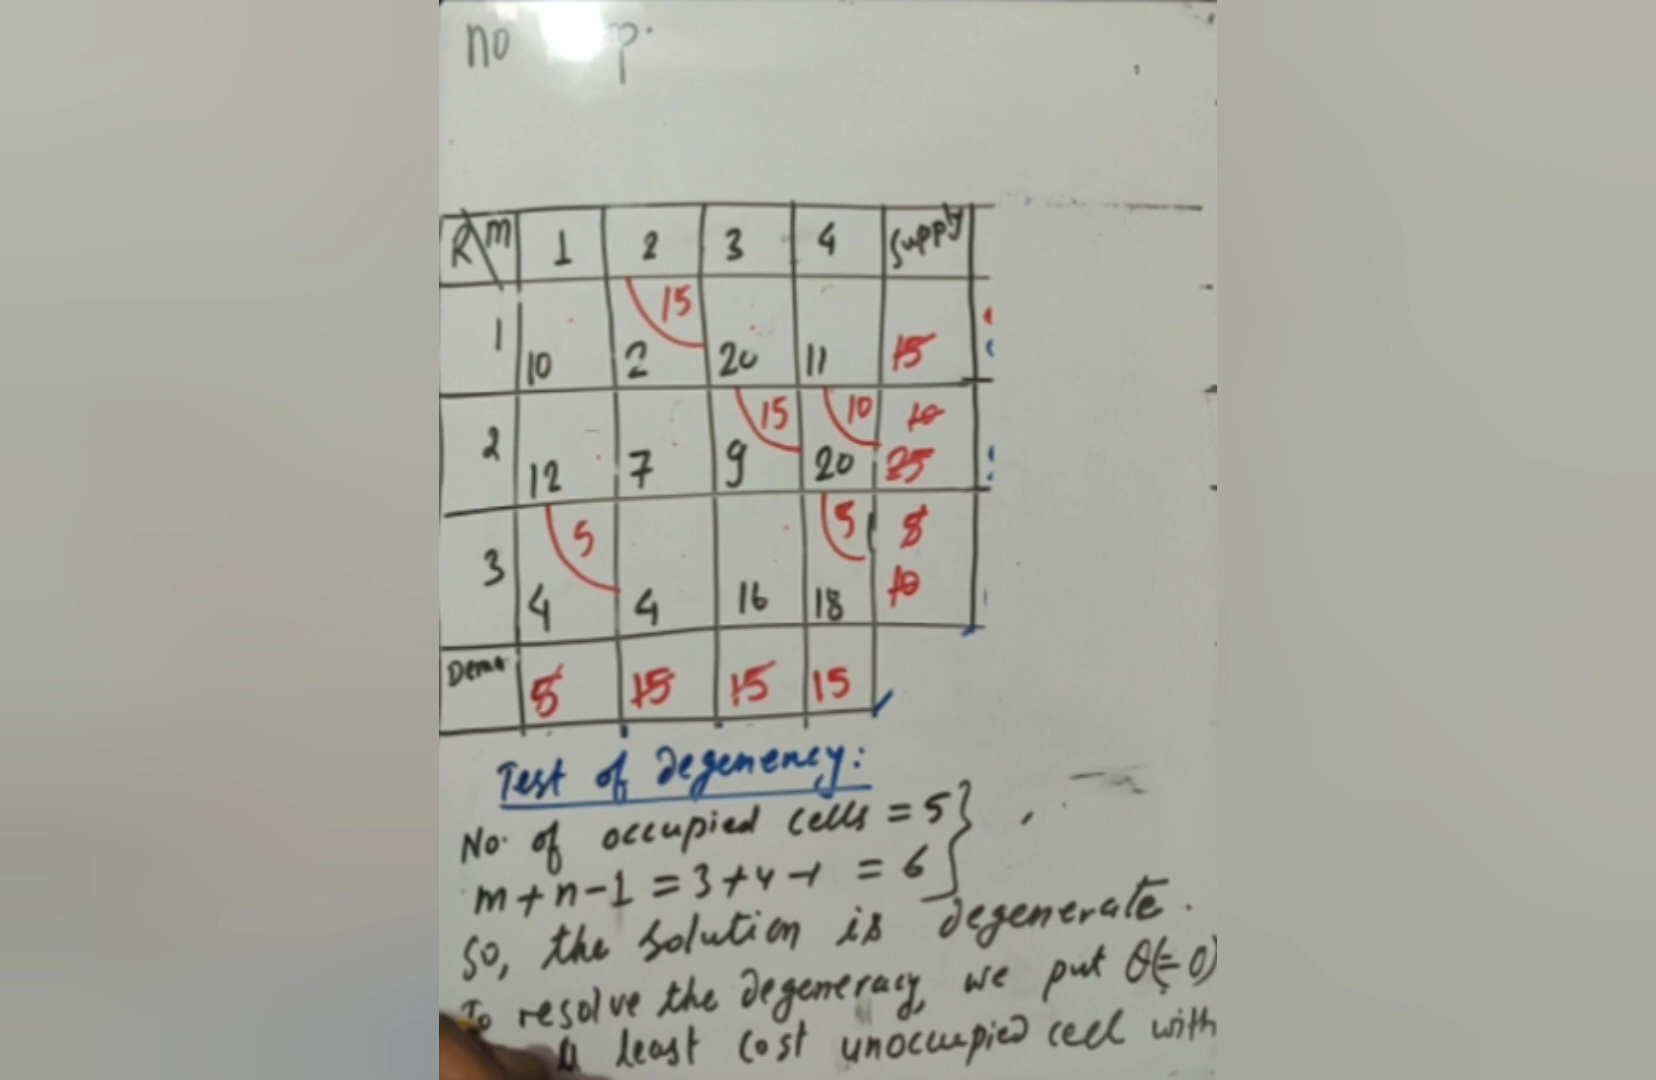 no p.
R m 1 2 3 4 Supply
15
1 10 2 20 11 15
15 10 10
2 12 7 9 20 25
5 5 5
3 4 4 16 18 10
Dem. 5 15 15 15
Test of Degenency:
No. of occupied cells = 5 }
m+n-1 = 3+4-1 = 6
So, the solution is degenerate.
To resolve the degeneracy, we put θ(=0)
least cost unoccupied cell with